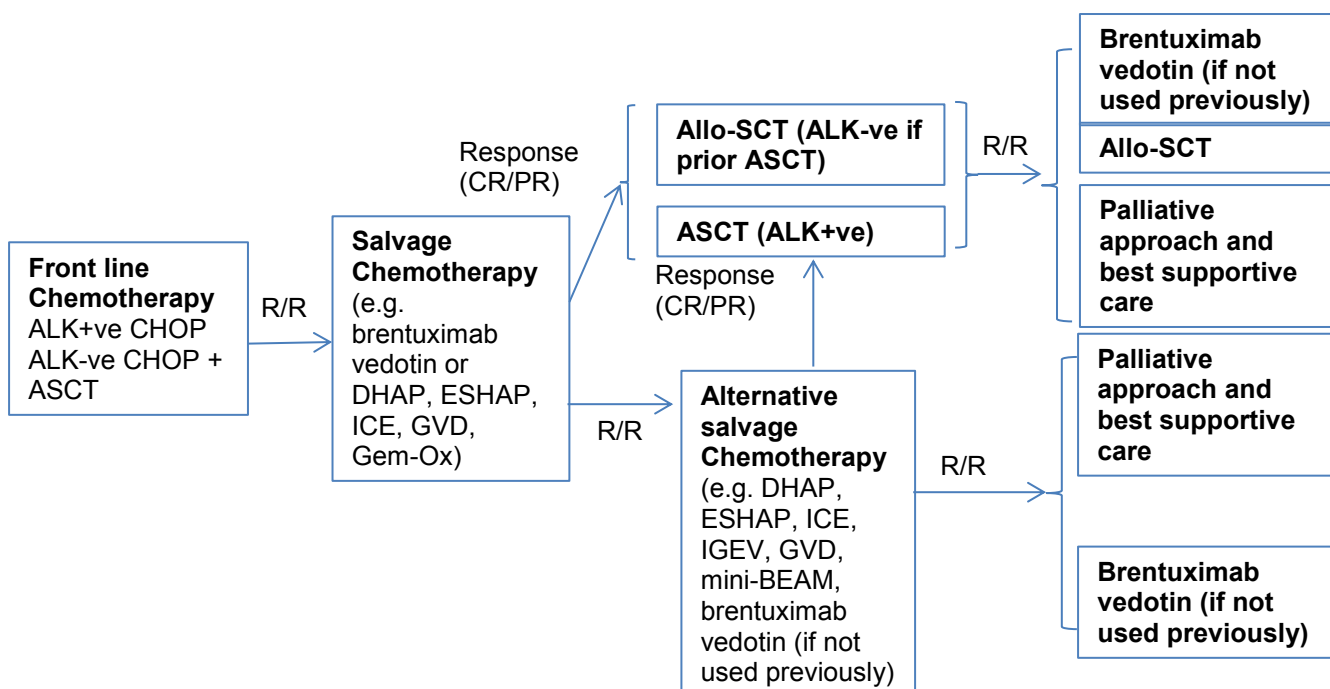 Front line
Chemotherapy
ALK+ve CHOP
ALK-ve CHOP +
ASCT
R/R
Salvage
Chemotherapy
(e.g.
brentuximab
vedotin or
DHAP, ESHAP,
ICE, GVD,
Gem-Ox)
Response
(CR/PR)
R/R
Allo-SCT (ALK-ve if
prior ASCT)
ASCT (ALK+ve)
Response
(CR/PR)
Alternative
salvage
Chemotherapy
(e.g. DHAP,
ESHAP, ICE,
IGEV, GVD,
mini-BEAM,
brentuximab
vedotin (if not
used previously)
R/R
Brentuximab
vedotin (if not
used previously)
Allo-SCT
Palliative
approach and
best supportive
care
R/R
Palliative
approach and
best supportive
care
Brentuximab
vedotin (if not
used previously)